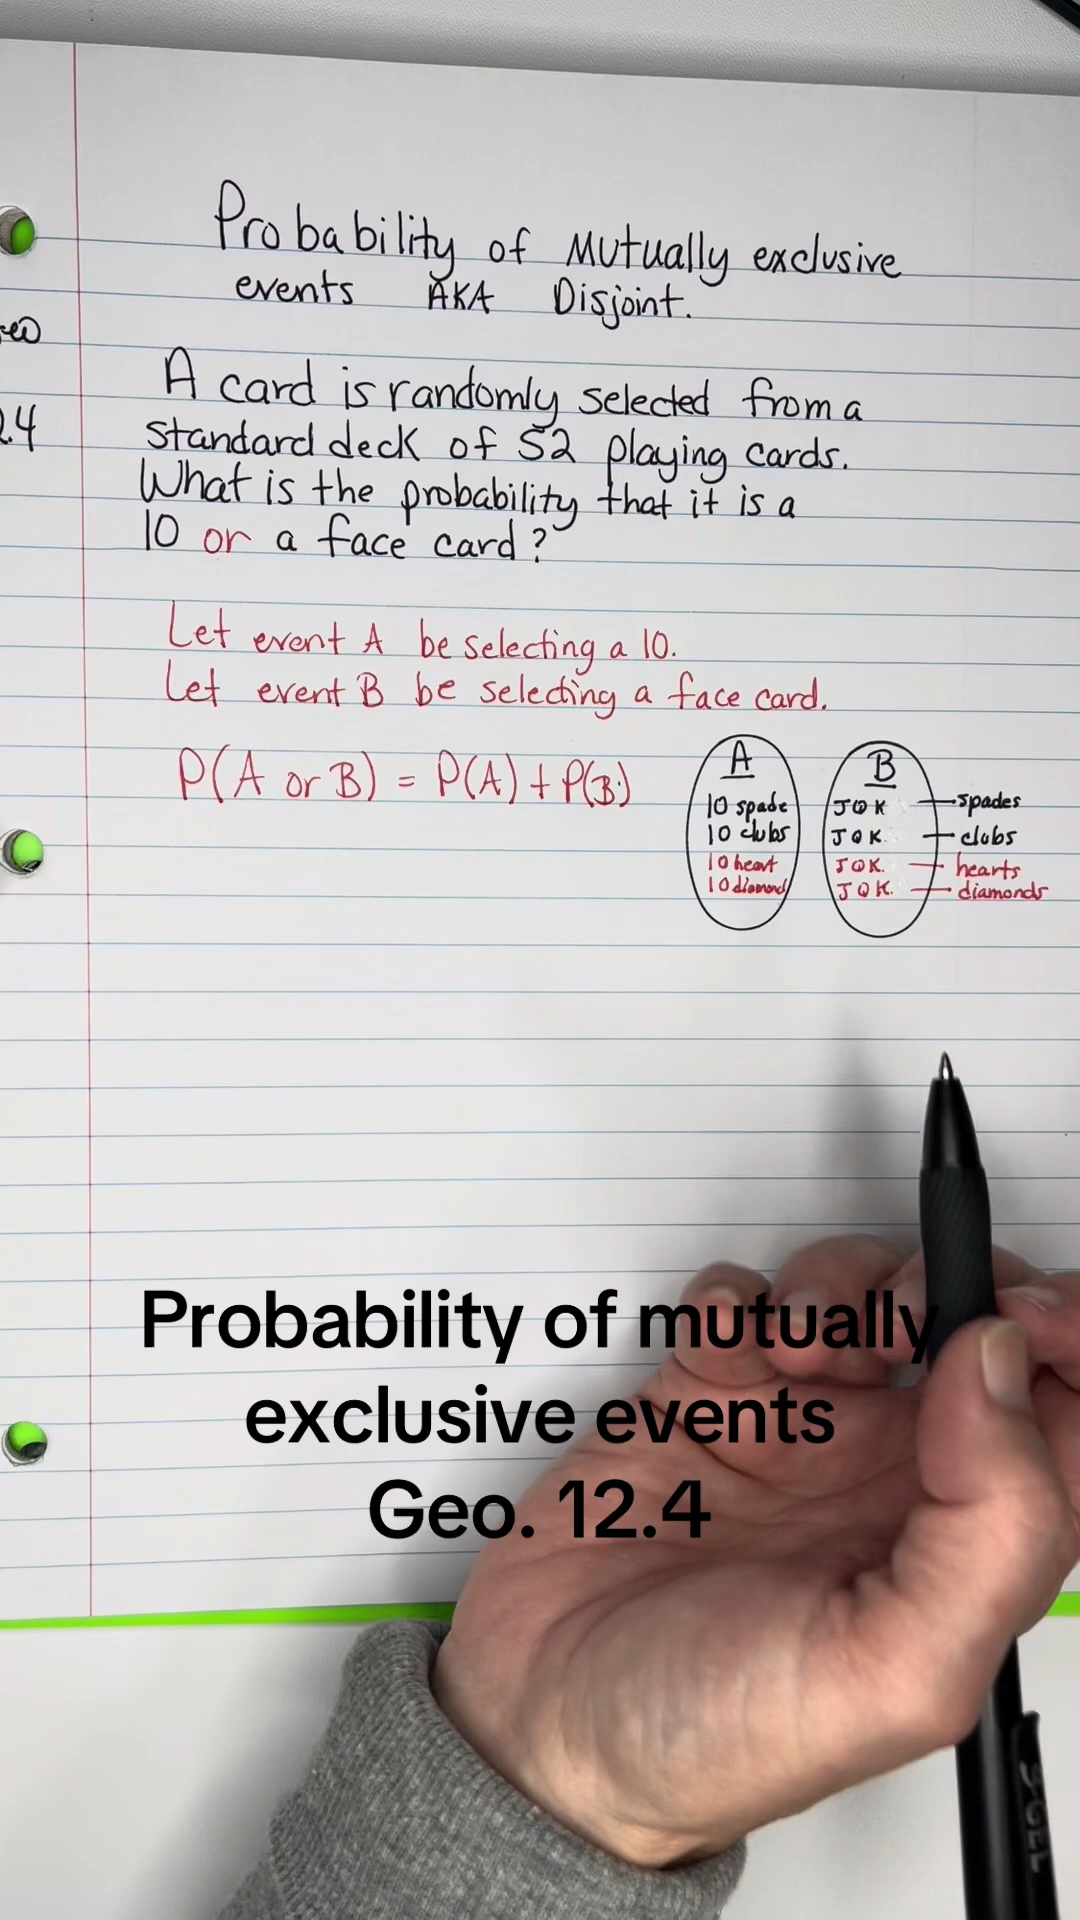 Probability of Mutually exclusive
events AKA Disjoint.
A card is randomly selected from a
standard deck of 52 playing cards.
What is the probability that it is a
10 or a face card?
Let event A be selecting a 10.
Let event B be selecting a face card.
P(A or B) = P(A) + P(B)
A
10 spade
10 clubs
10 heart
10 diamond
B
J Q K spades
J Q K clubs
J Q K. hearts
J Q K. diamonds
Probability of mutually
exclusive events
Geo. 12.4